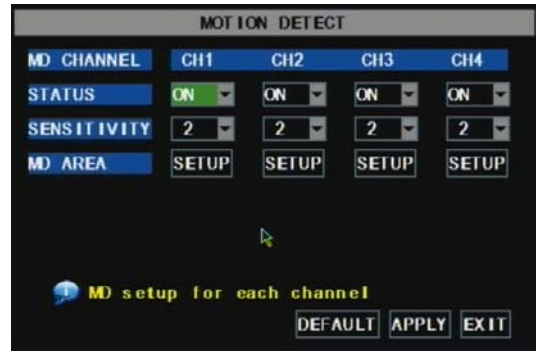 MOTION DETECT
MD CHANNEL CH1 CH2 CH3 CH4
STATUS ON ON ON ON
SENSITIVITY 2 2 2 2
MD AREA SETUP SETUP SETUP SETUP
MD setup for each channel
DEFAULT APPLY EXIT